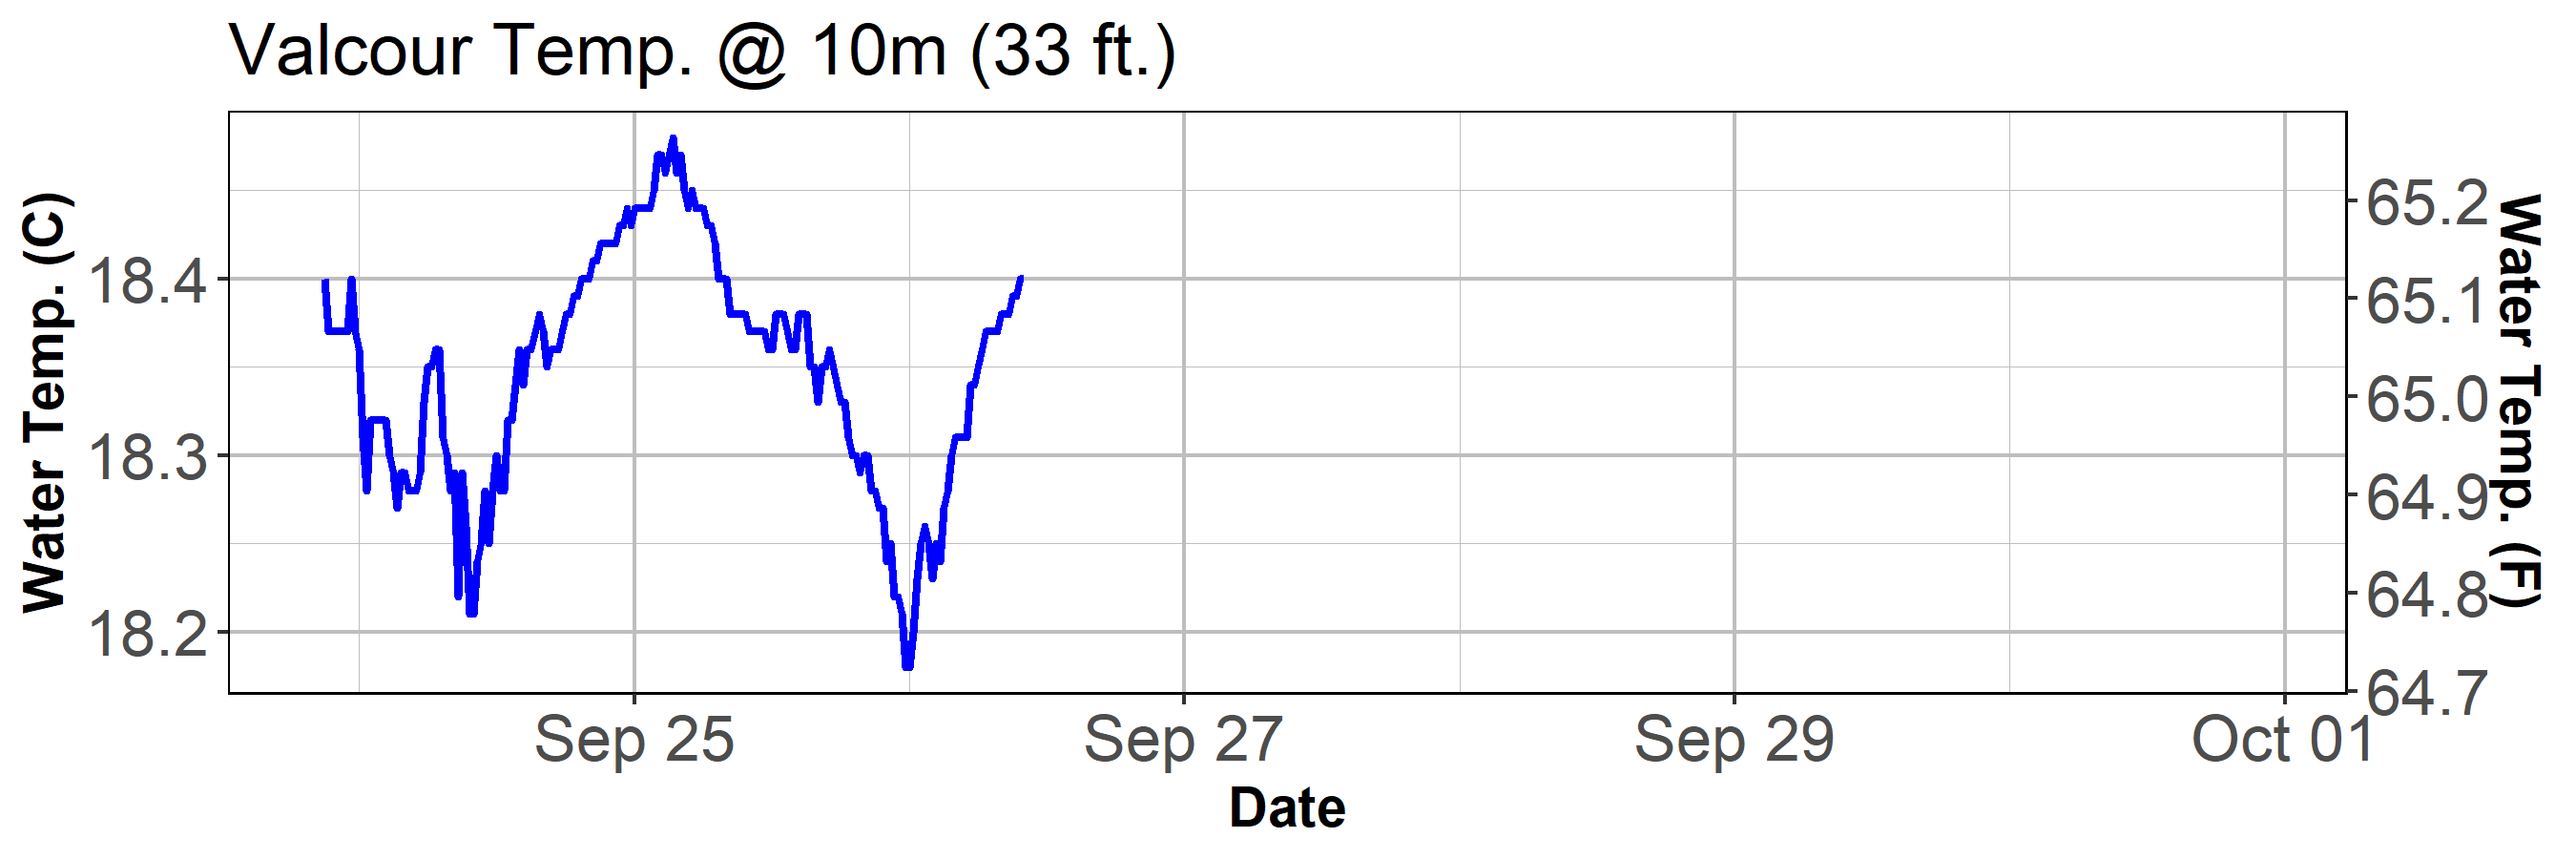 Valcour Temp. @ 10m (33 ft.)
Water Temp. (C)
18.4
18.3
18.2
65.2
65.1
65.0
64.9
64.8
64.7
Water Temp. (F)
Sep 25
Sep 27
Sep 29
Oct 01
Date